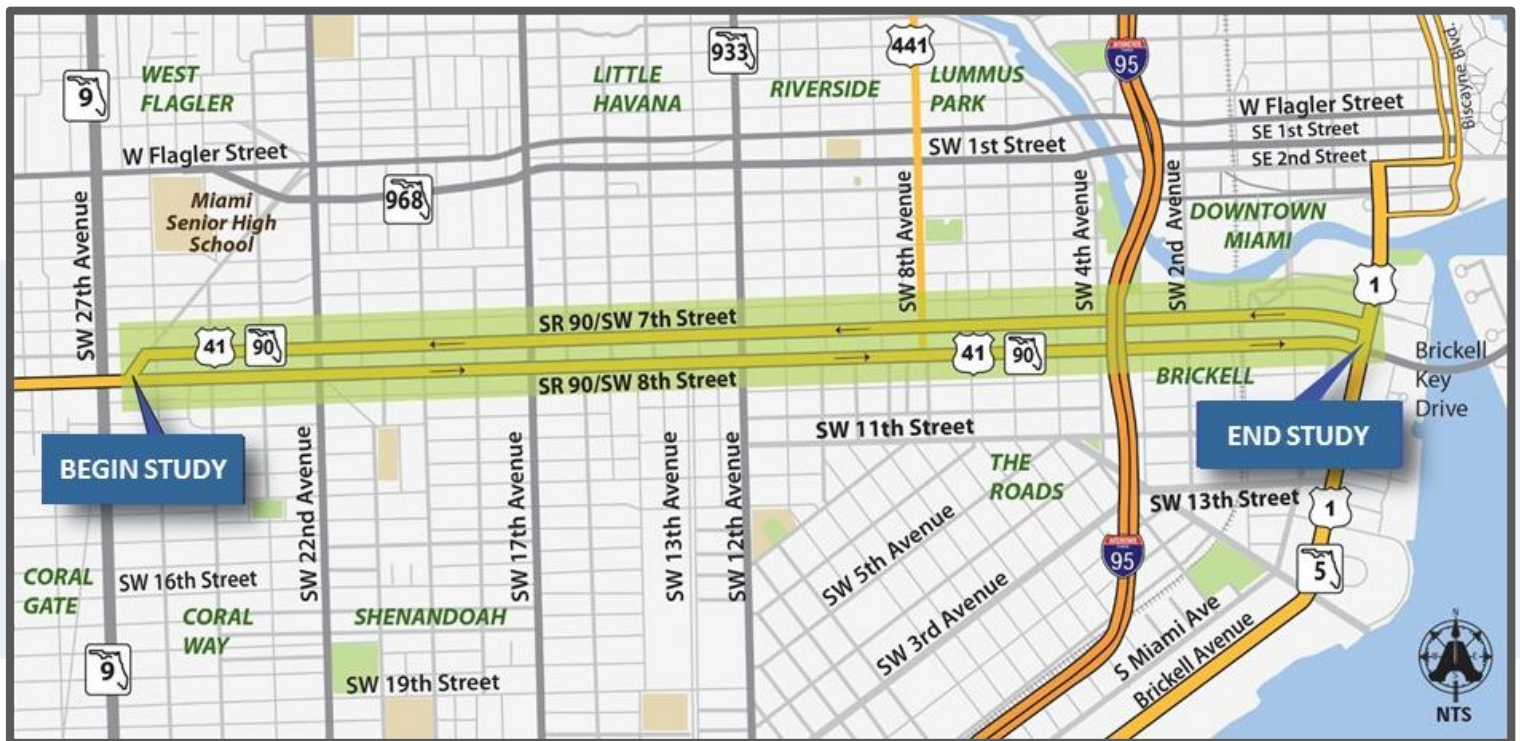 9
WEST
FLAGLER
LITTLE
HAVANA
933
RIVERSIDE
441
LUMMUS
PARK
95
Biscayne Blvd.
W Flagler Street
SE 1st Street
SE 2nd Street
W Flagler Street
SW 1st Street
968
Miami
Senior High
School
SW 27th Avenue
SW 8th Avenue
SW 4th Avenue
SW 2nd Avenue
DOWNTOWN
MIAMI
1
SR 90/SW 7th Street
41
90
41
90
SR 90/SW 8th Street
BRICKELL
Brickell
Key
Drive
BEGIN STUDY
END STUDY
SW 11th Street
SW 22nd Avenue
SW 17th Avenue
SW 13th Avenue
SW 12th Avenue
THE
ROADS
SW 13th Street
1
95
5
SW 5th Avenue
SW 3rd Avenue
S Miami Ave
Brickell Avenue
CORAL
GATE
SW 16th Street
CORAL
WAY
SHENANDOAH
9
SW 19th Street
N
NTS